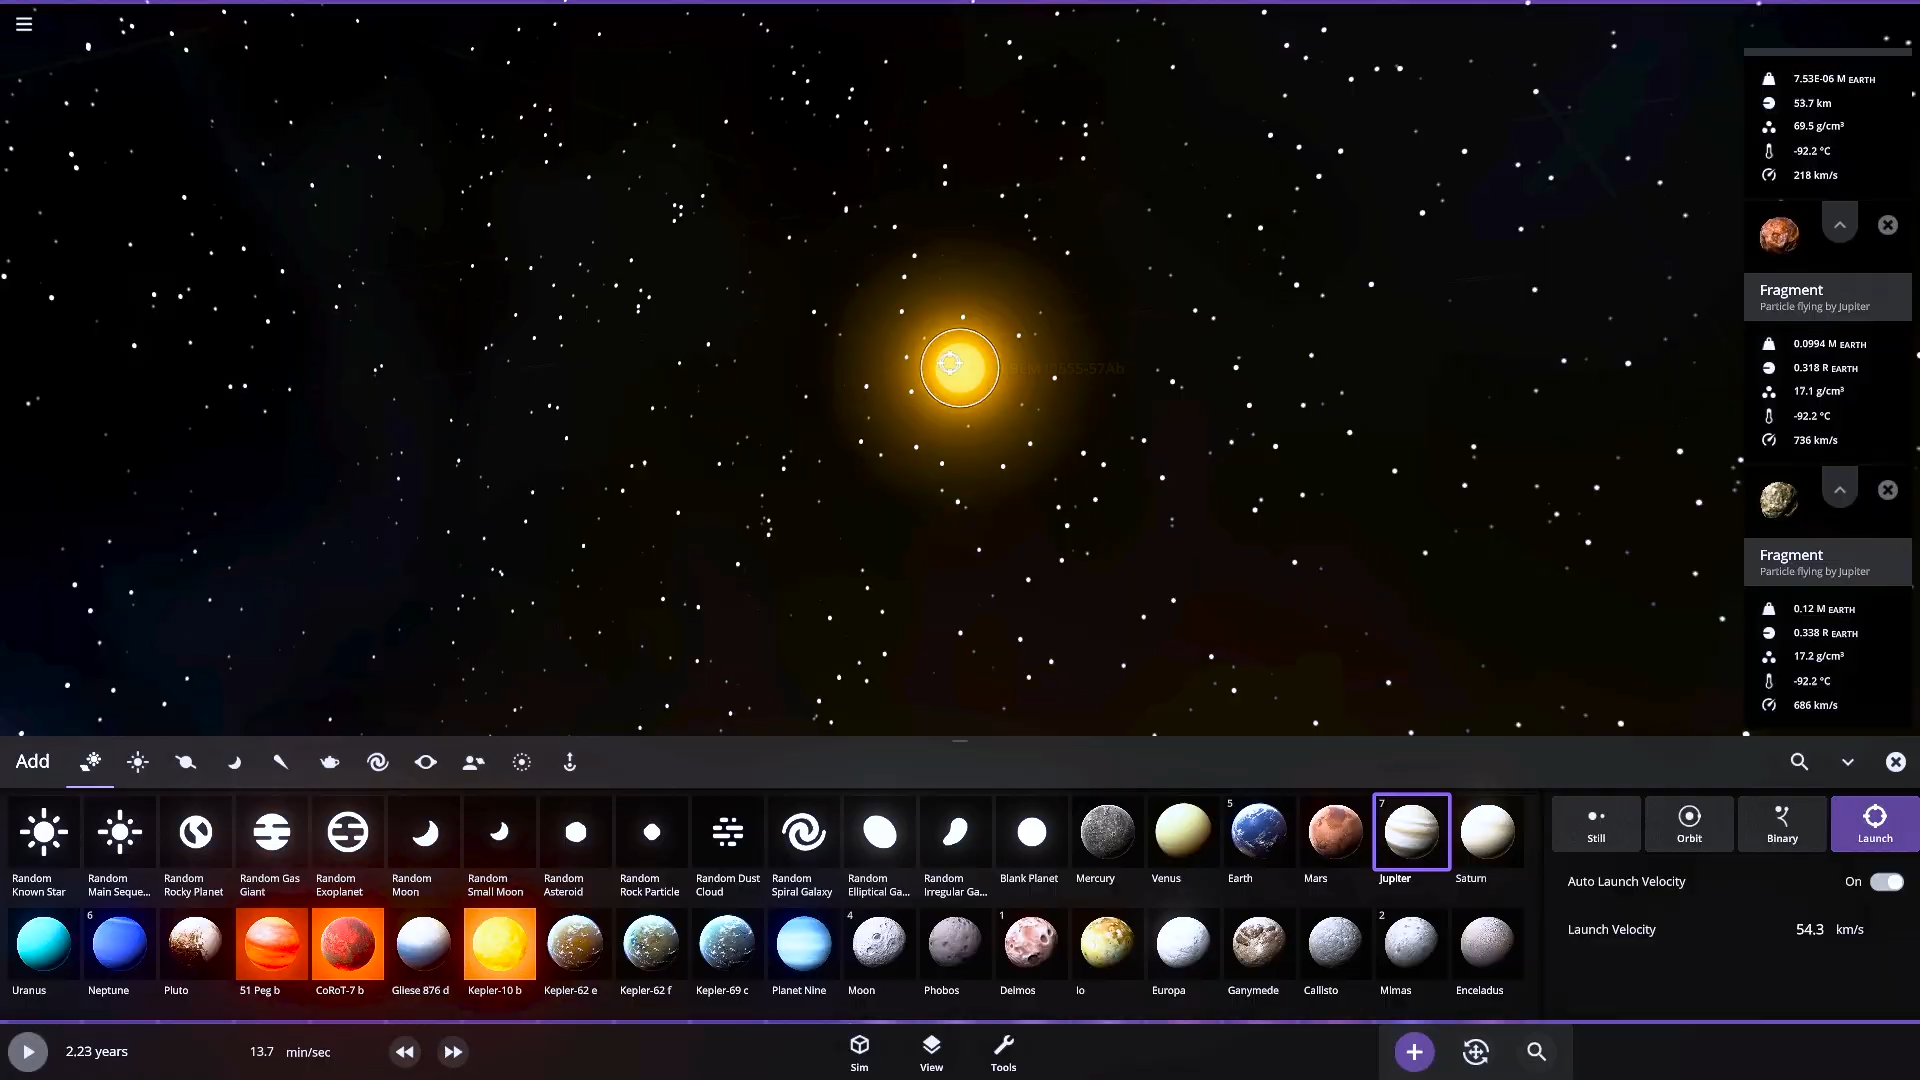 7.53E-06 M EARTH
53.7 km
69.5 g/cm³
-92.2 °C
218 km/s
Fragment
Particle flying by Jupiter
0.0994 M EARTH
0.318 R EARTH
17.1 g/cm³
-92.2 °C
736 km/s
Fragment
Particle flying by Jupiter
0.12 M EARTH
0.338 R EARTH
17.2 g/cm³
-92.2 °C
686 km/s
Add
5 7
Random Known Star
Random Main Seque...
Random Rocky Planet
Random Gas Giant
Random Exoplanet
Random Moon
Random Small Moon
Random Asteroid
Random Rock Particle
Random Dust Cloud
Random Spiral Galaxy
Random Elliptical Ga...
Random Irregular Ga...
Blank Planet
Mercury
Venus
Earth
Mars
Jupiter
Saturn
6 4 1 2
Uranus
Neptune
Pluto
51 Peg b
CoRoT-7 b
Gliese 876 d
Kepler-10 b
Kepler-62 e
Kepler-62 f
Kepler-69 c
Planet Nine
Moon
Phobos
Deimos
Io
Europa
Ganymede
Callisto
Mimas
Enceladus
Still
Orbit
Binary
Launch
Auto Launch Velocity On
Launch Velocity 54.3 km/s
2.23 years
13.7 min/sec
Sim
View
Tools